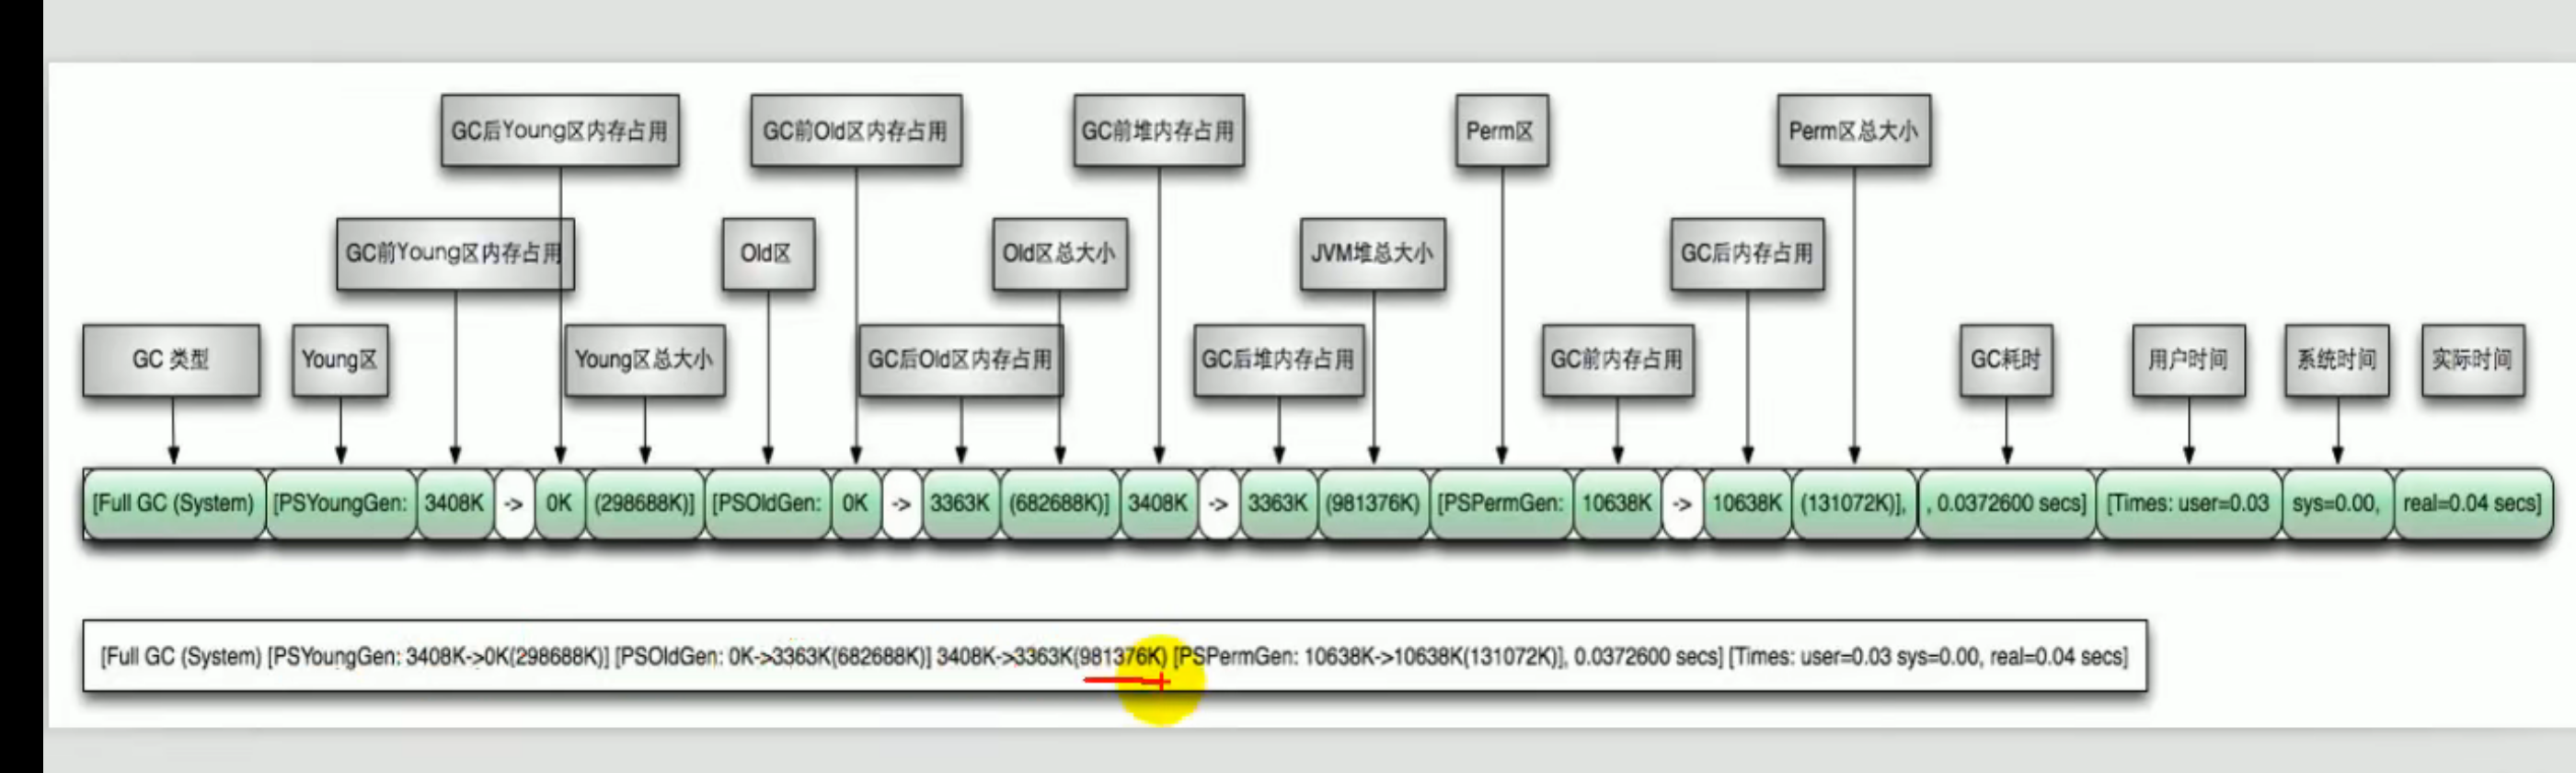 GC后Young区内存占用 GC前Old区内存占用 GC前堆内存占用 Perm区 Perm区总大小
GC前Young区内存占用 Old区 Old区总大小 JVM堆总大小 GC后内存占用
GC 类型 Young区 Young区总大小 GC后Old区内存占用 GC后堆内存占用 GC前内存占用 GC耗时 用户时间 系统时间 实际时间
[Full GC (System) [PSYoungGen: 3408K -> 0K (298688K)] [PSOldGen: 0K -> 3363K (682688K)] 3408K -> 3363K (981376K) [PSPermGen: 10638K -> 10638K (131072K)], , 0.0372600 secs] [Times: user=0.03 sys=0.00, real=0.04 secs]
[Full GC (System) [PSYoungGen: 3408K->0K(298688K)] [PSOldGen: 0K->3363K(682688K)] 3408K->3363K(981376K) [PSPermGen: 10638K->10638K(131072K)], 0.0372600 secs] [Times: user=0.03 sys=0.00, real=0.04 secs]